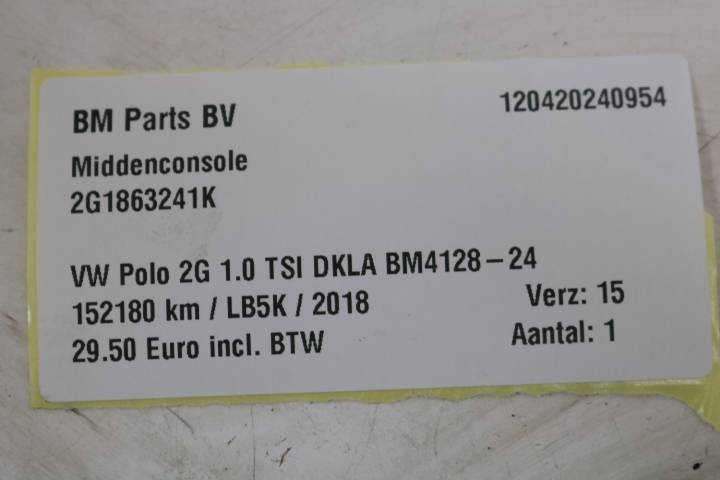 BM Parts BV 120420240954
Middenconsole
2G1863241K
VW Polo 2G 1.0 TSI DKLA BM4128-24
152180 km / LB5K / 2018 Verz: 15
29.50 Euro incl. BTW Aantal: 1